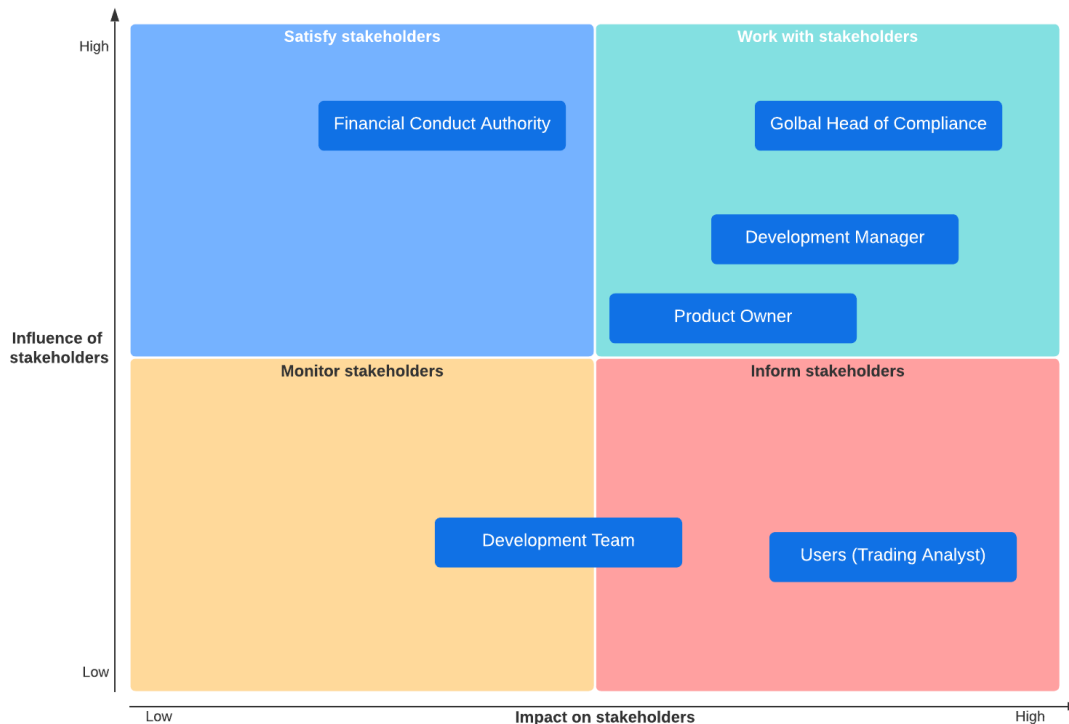 Satisfy stakeholders
Work with stakeholders
High
Financial Conduct Authority
Golbal Head of Compliance
Development Manager
Product Owner
Influence of
stakeholders
Monitor stakeholders
Inform stakeholders
Development Team
Users (Trading Analyst)
Low
Low
Impact on stakeholders
High